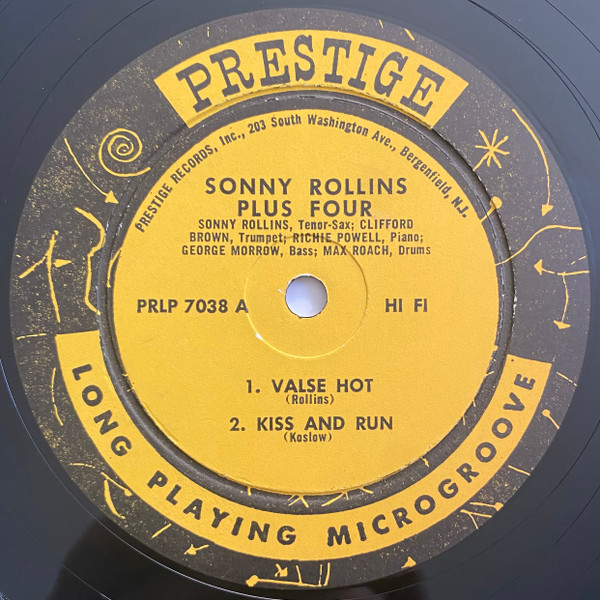 PRESTIGE
PRESTIGE RECORDS, Inc., 203 South Washington Ave., Bergenfield, N.J.
SONNY ROLLINS
PLUS FOUR
SONNY ROLLINS, Tenor-Sax; CLIFFORD
BROWN, Trumpet; RICHIE POWELL, Piano;
GEORGE MORROW, Bass; MAX ROACH, Drums
PRLP 7038 A HI FI
1. VALSE HOT
(Rollins)
2. KISS AND RUN
(Koslow)
LONG PLAYING MICROGROOVE